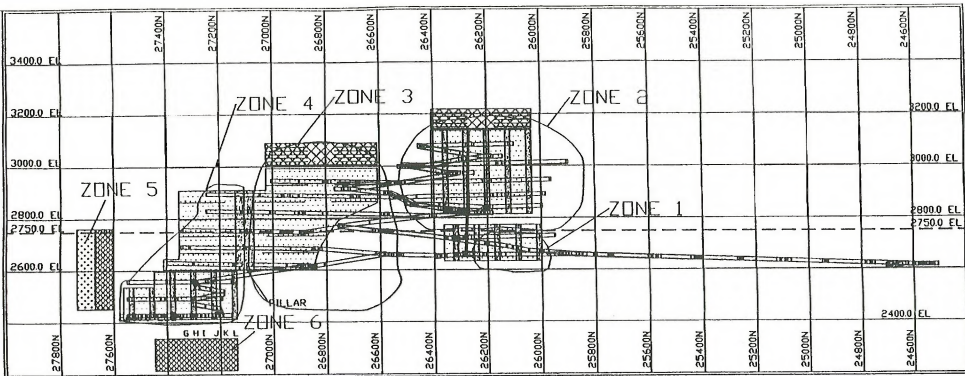 27400N 27200N 27000N 26800N 26600N 26400N 26200N 26000N 25800N 25600N 25400N 25200N 25000N 24800N 24600N
3400.0 EL
3200.0 EL
ZONE 4
ZONE 3
ZONE 2
3200.0 EL
3000.0 EL
3000.0 EL
ZONE 5
2800.0 EL
ZONE 1
2800.0 EL
2750.0 EL
2750.0 EL
2600.0 EL
PILLAR
2400.0 EL
G H I J K L
ZONE 6
27800N 27600N 27000N 26800N 26600N 26400N 26200N 26000N 25800N 25600N 25400N 25200N 25000N 24800N 24600N